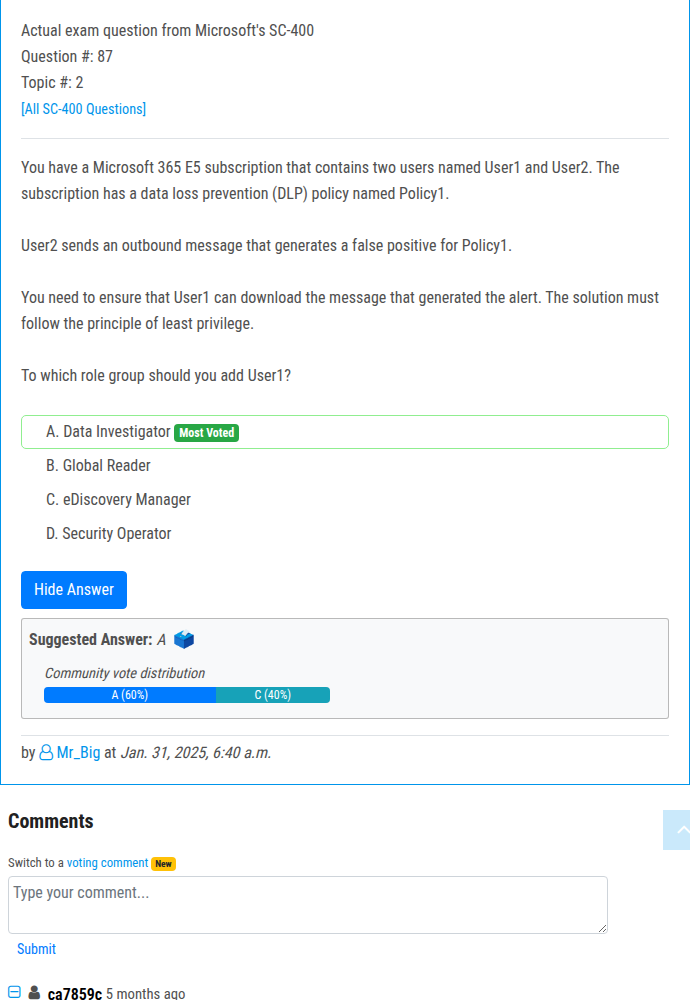 Actual exam question from Microsoft's SC-400
Question #: 87
Topic #: 2
[All SC-400 Questions]
You have a Microsoft 365 E5 subscription that contains two users named User1 and User2. The
subscription has a data loss prevention (DLP) policy named Policy1.
User2 sends an outbound message that generates a false positive for Policy1.
You need to ensure that User1 can download the message that generated the alert. The solution must
follow the principle of least privilege.
To which role group should you add User1?
A. Data Investigator Most Voted
B. Global Reader
C. eDiscovery Manager
D. Security Operator
Hide Answer
Suggested Answer: A
Community vote distribution
A (60%) C (40%)
by Mr_Big at Jan. 31, 2025, 6:40 a.m.
Comments
Switch to a voting comment New
Type your comment...
Submit
ca7859c 5 months ago